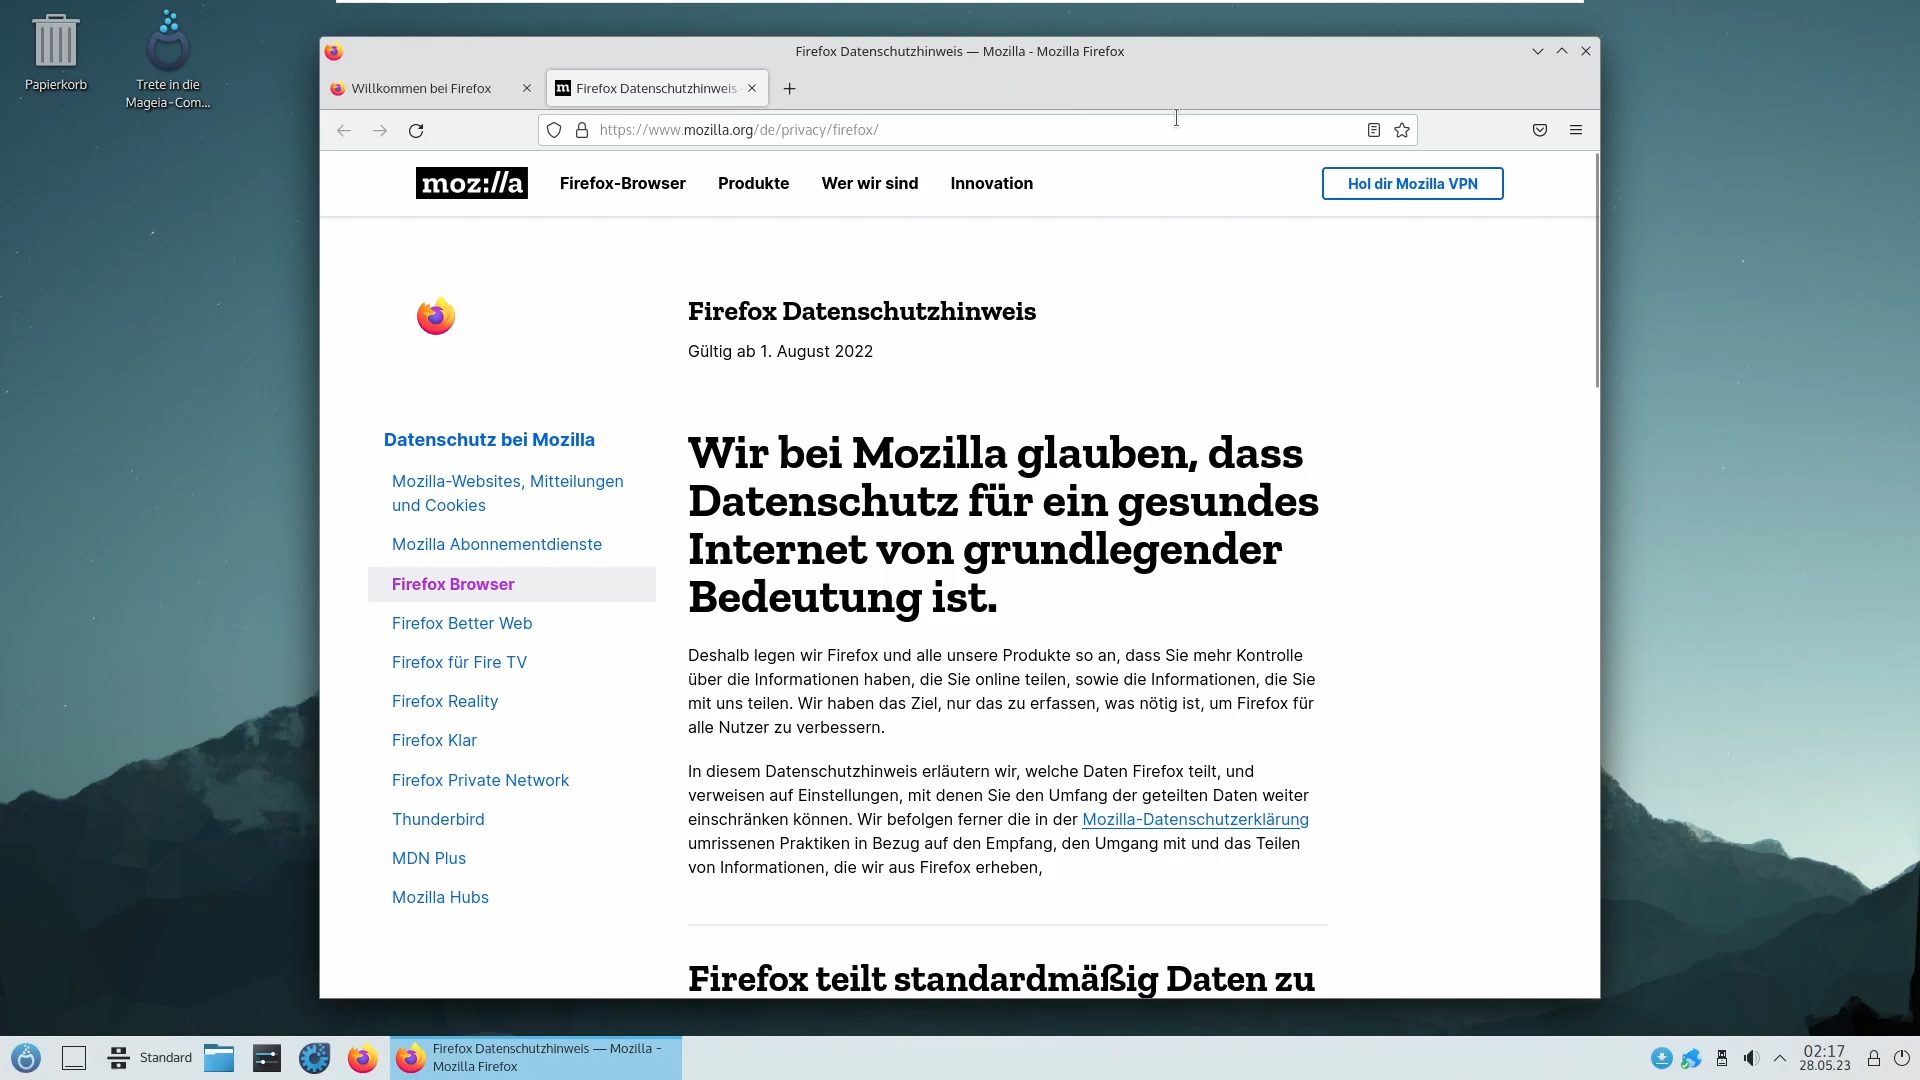 Papierkorb
Trete in die
Mageia-Com...
Firefox Datenschutzhinweis — Mozilla - Mozilla Firefox
Willkommen bei Firefox
Firefox Datenschutzhinweis -
https://www.mozilla.org/de/privacy/firefox/
moz://a
Firefox-Browser
Produkte
Wer wir sind
Innovation
Hol dir Mozilla VPN
Firefox Datenschutzhinweis
Gültig ab 1. August 2022
Datenschutz bei Mozilla
Mozilla-Websites, Mitteilungen
und Cookies
Mozilla Abonnementdienste
Firefox Browser
Firefox Better Web
Firefox für Fire TV
Firefox Reality
Firefox Klar
Firefox Private Network
Thunderbird
MDN Plus
Mozilla Hubs
Wir bei Mozilla glauben, dass
Datenschutz für ein gesundes
Internet von grundlegender
Bedeutung ist.
Deshalb legen wir Firefox und alle unsere Produkte so an, dass Sie mehr Kontrolle
über die Informationen haben, die Sie online teilen, sowie die Informationen, die Sie
mit uns teilen. Wir haben das Ziel, nur das zu erfassen, was nötig ist, um Firefox für
alle Nutzer zu verbessern.
In diesem Datenschutzhinweis erläutern wir, welche Daten Firefox teilt, und
verweisen auf Einstellungen, mit denen Sie den Umfang der geteilten Daten weiter
einschränken können. Wir befolgen ferner die in der Mozilla-Datenschutzerklärung
umrissenen Praktiken in Bezug auf den Empfang, den Umgang mit und das Teilen
von Informationen, die wir aus Firefox erheben,
Firefox teilt standardmäßig Daten zu
Standard
Firefox Datenschutzhinweis — Mozilla -
Mozilla Firefox
02:17
28.05.23